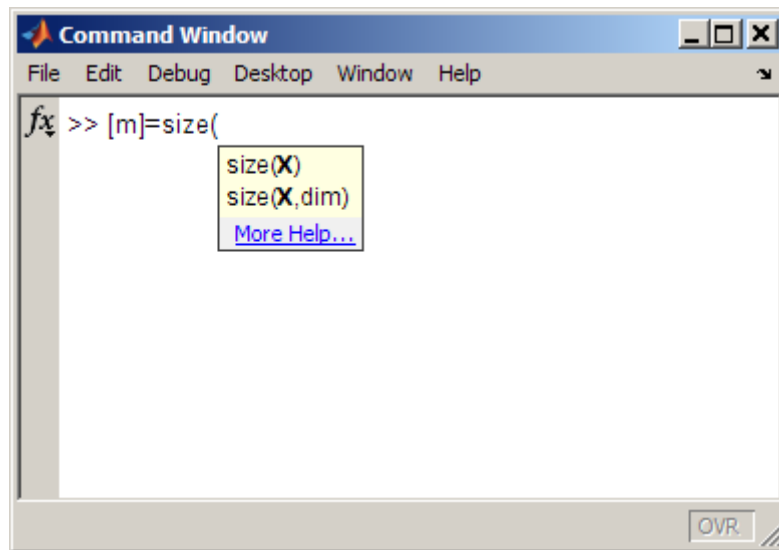 Command Window
File Edit Debug Desktop Window Help
fx >> [m]=size(
size(X)
size(X,dim)
More Help...
OVR